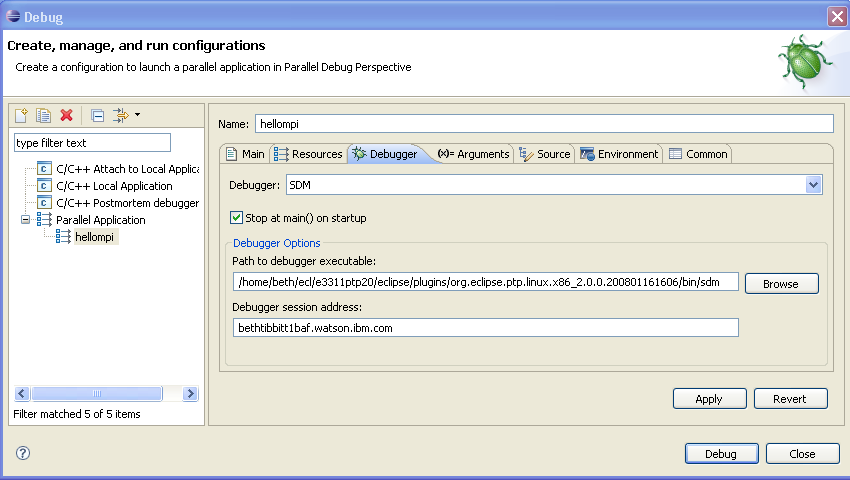 Debug
Create, manage, and run configurations
Create a configuration to launch a parallel application in Parallel Debug Perspective
type filter text
C/C++ Attach to Local Applica
C/C++ Local Application
C/C++ Postmortem debugger
Parallel Application
hellompi
Filter matched 5 of 5 items
Name: hellompi
Main Resources Debugger (x)= Arguments Source Environment Common
Debugger: SDM
Stop at main() on startup
Debugger Options
Path to debugger executable:
/home/beth/ecl/e3311ptp20/eclipse/plugins/org.eclipse.ptp.linux.x86_2.0.0.200801161606/bin/sdm Browse
Debugger session address:
bethtibbitt1baf.watson.ibm.com
Apply Revert
? Debug Close